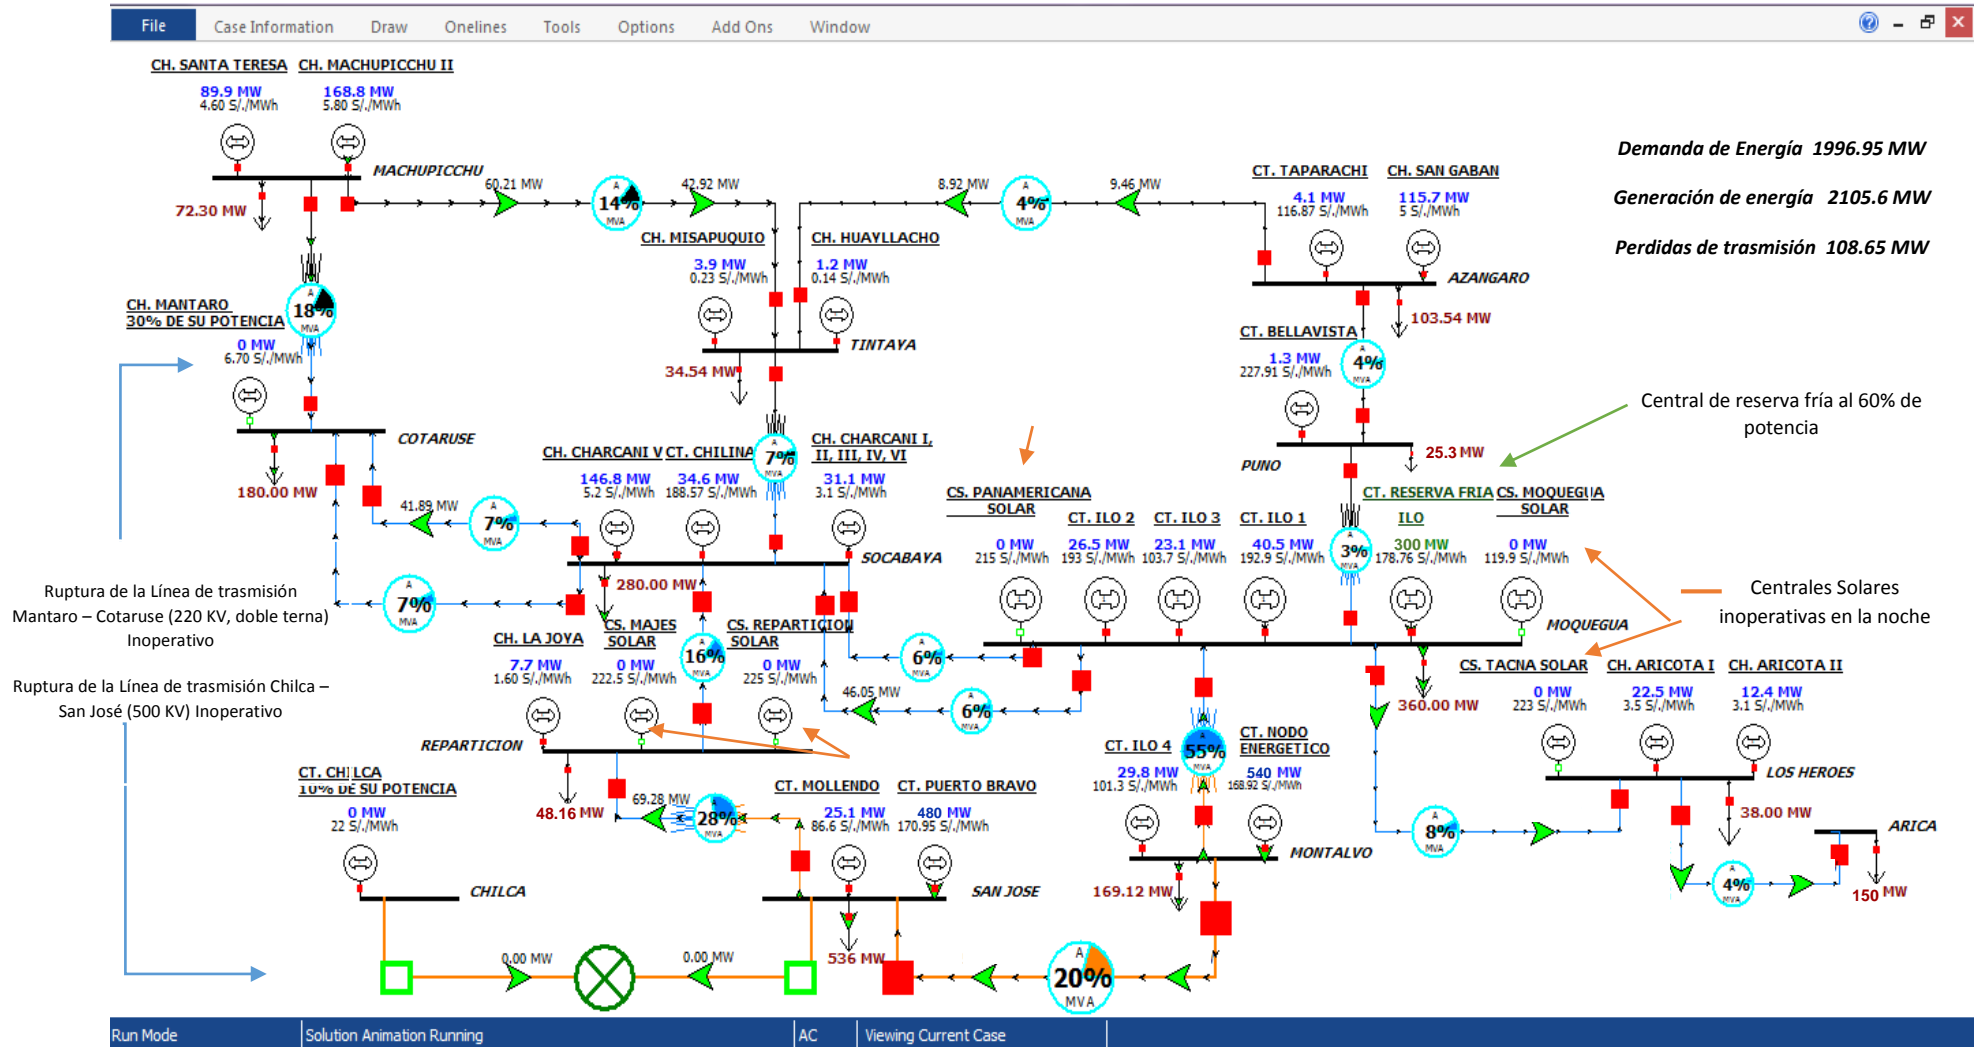 File Case Information Draw Onelines Tools Options Add Ons Window
CH. SANTA TERESA
89.9 MW
4.60 S/./MWh
CH. MACHUPICCHU II
168.8 MW
5.80 S/./MWh
MACHUPICCHU
72.30 MW
60.21 MW
A
14%
MVA
42.92 MW
8.92 MW
A
4%
MVA
9.46 MW
CT. TAPARACHI
4.1 MW
116.87 S/./MWh
CH. SAN GABAN
115.7 MW
5 S/./MWh
AZANGARO
103.54 MW
Demanda de Energía 1996.95 MW
Generación de energía 2105.6 MW
Perdidas de trasmisión 108.65 MW
CH. MISAPUQUIO
3.9 MW
0.23 S/./MWh
CH. HUAYLLACHO
1.2 MW
0.14 S/./MWh
TINTAYA
34.54 MW
CH. MANTARO
30% DE SU POTENCIA
0 MW
6.70 S/./MWh
A
18%
MVA
COTARUSE
180.00 MW
CT. BELLAVISTA
1.3 MW
227.91 S/./MWh
A
4%
MVA
PUNO
25.3 MW
Central de reserva fría al 60% de
potencia
41.89 MW
A
7%
MVA
A
7%
MVA
CH. CHARCANI V
146.8 MW
5.2 S/./MWh
CT. CHILINA
34.6 MW
188.57 S/./MWh
A
7%
MVA
CH. CHARCANI I,
II, III, IV, VI
31.1 MW
3.1 S/./MWh
SOCABAYA
280.00 MW
CS. PANAMERICANA
SOLAR
0 MW
215 S/./MWh
CT. ILO 2
26.5 MW
193 S/./MWh
CT. ILO 3
23.1 MW
103.7 S/./MWh
CT. ILO 1
40.5 MW
192.9 S/./MWh
A
3%
MVA
CT. RESERVA FRIA
ILO
300 MW
178.76 S/./MWh
CS. MOQUEGUA
SOLAR
0 MW
119.9 S/./MWh
MOQUEGUA
360.00 MW
Centrales Solares
inoperativas en la noche
Ruptura de la Línea de trasmisión
Mantaro – Cotaruse (220 KV, doble terna)
Inoperativo
Ruptura de la Línea de trasmisión Chilca –
San José (500 KV) Inoperativo
CH. LA JOYA
7.7 MW
1.60 S/./MWh
CS. MAJES
SOLAR
0 MW
222.5 S/./MWh
A
16%
MVA
CS. REPARTICION
SOLAR
0 MW
225 S/./MWh
REPARTICION
48.16 MW
A
6%
MVA
46.05 MW
A
6%
MVA
CS. TACNA SOLAR
0 MW
223 S/./MWh
CH. ARICOTA I
22.5 MW
3.5 S/./MWh
CH. ARICOTA II
12.4 MW
3.1 S/./MWh
LOS HEROES
38.00 MW
A
8%
MVA
ARICA
A
4%
MVA
150 MW
CT. ILO 4
29.8 MW
101.3 S/./MWh
A
55%
MVA
CT. NODO
ENERGETICO
540 MW
168.92 S/./MWh
MONTALVO
169.12 MW
CT. CHILCA
10% DE SU POTENCIA
0 MW
22 S/./MWh
CHILCA
69.28 MW
A
28%
MVA
CT. MOLLENDO
25.1 MW
86.6 S/./MWh
CT. PUERTO BRAVO
480 MW
170.95 S/./MWh
SAN JOSE
536 MW
0.00 MW
0.00 MW
A
20%
MVA
Run Mode Solution Animation Running AC Viewing Current Case